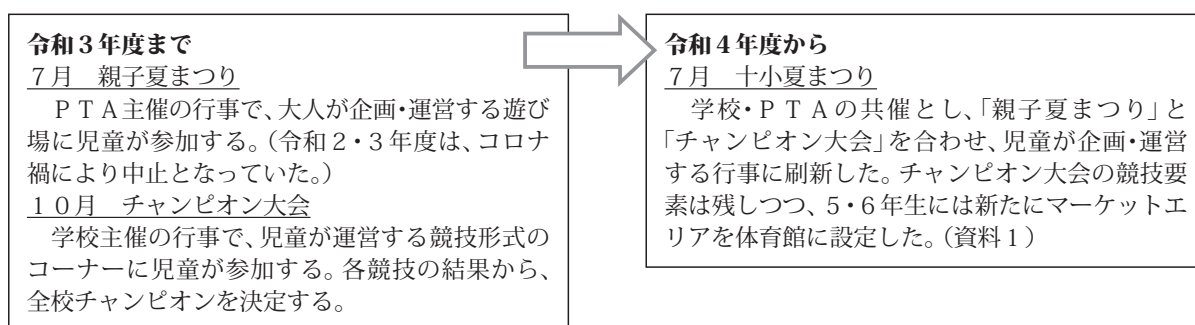 令和３年度まで
７月　親子夏まつり
　ＰＴＡ主催の行事で、大人が企画・運営する遊び
場に児童が参加する。（令和２・３年度は、コロナ
禍により中止となっていた。）
１０月　チャンピオン大会
　学校主催の行事で、児童が運営する競技形式の
コーナーに児童が参加する。各競技の結果から、
全校チャンピオンを決定する。
令和４年度から
７月　十小夏まつり
　学校・ＰＴＡの共催とし、「親子夏まつり」と
「チャンピオン大会」を合わせ、児童が企画・運営
する行事に刷新した。チャンピオン大会の競技要
素は残しつつ、５・６年生には新たにマーケットエ
リアを体育館に設定した。（資料１）